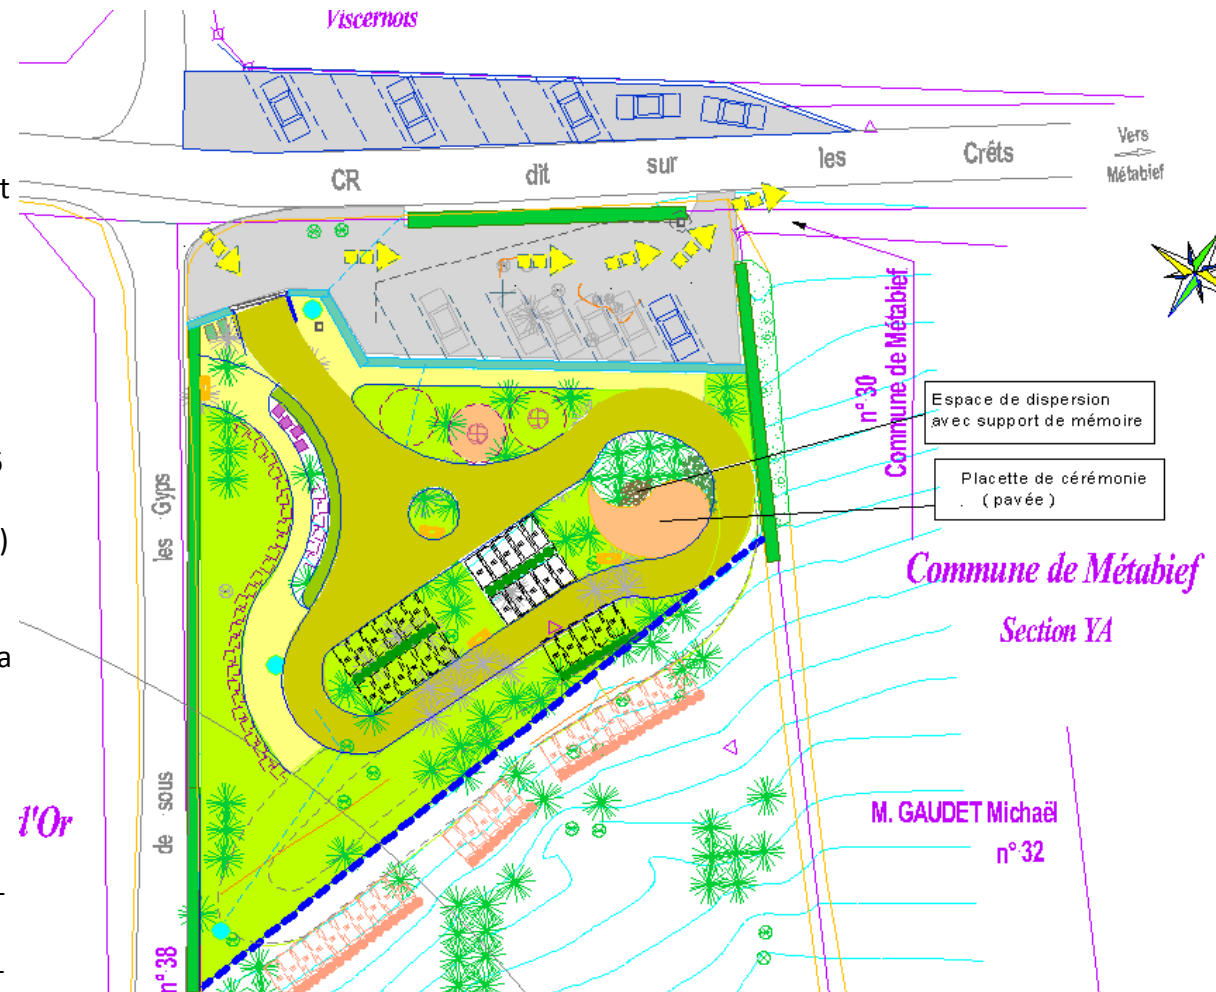 Viscernois
CR dit sur les Crêts
Vers
Métabief
t
n° 30
Commune de Métabief
Espace de dispersion
avec support de mémoire
Placette de cérémonie
( pavée )
)
a
Commune de Métabief
Section YA
de sous les Gyps
l'Or
M. GAUDET Michaël
n° 32
n° 38